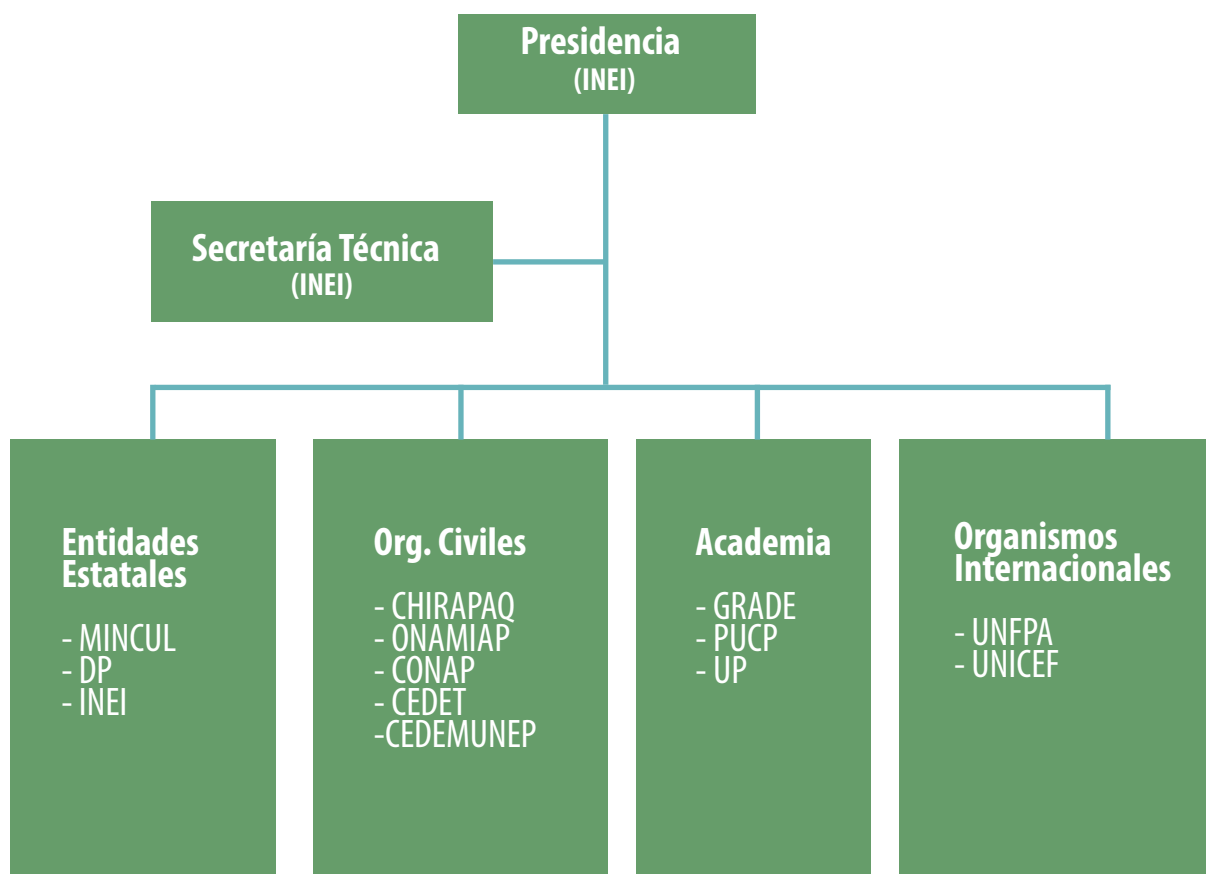 Presidencia
(INEI)
Secretaría Técnica
(INEI)
Entidades
Estatales
- MINCUL
- DP
- INEI
Org. Civiles
- CHIRAPAQ
- ONAMIAP
- CONAP
- CEDET
-CEDEMUNEP
Academia
- GRADE
- PUCP
- UP
Organismos
Internacionales
- UNFPA
- UNICEF